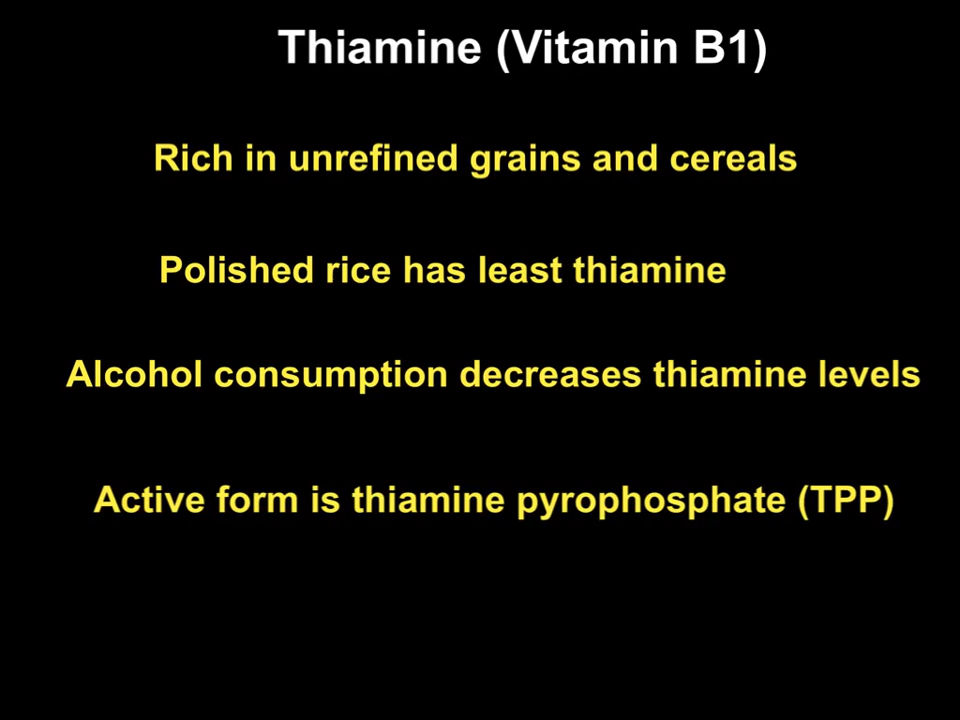 Thiamine (Vitamin B1)
Rich in unrefined grains and cereals
Polished rice has least thiamine
Alcohol consumption decreases thiamine levels
Active form is thiamine pyrophosphate (TPP)